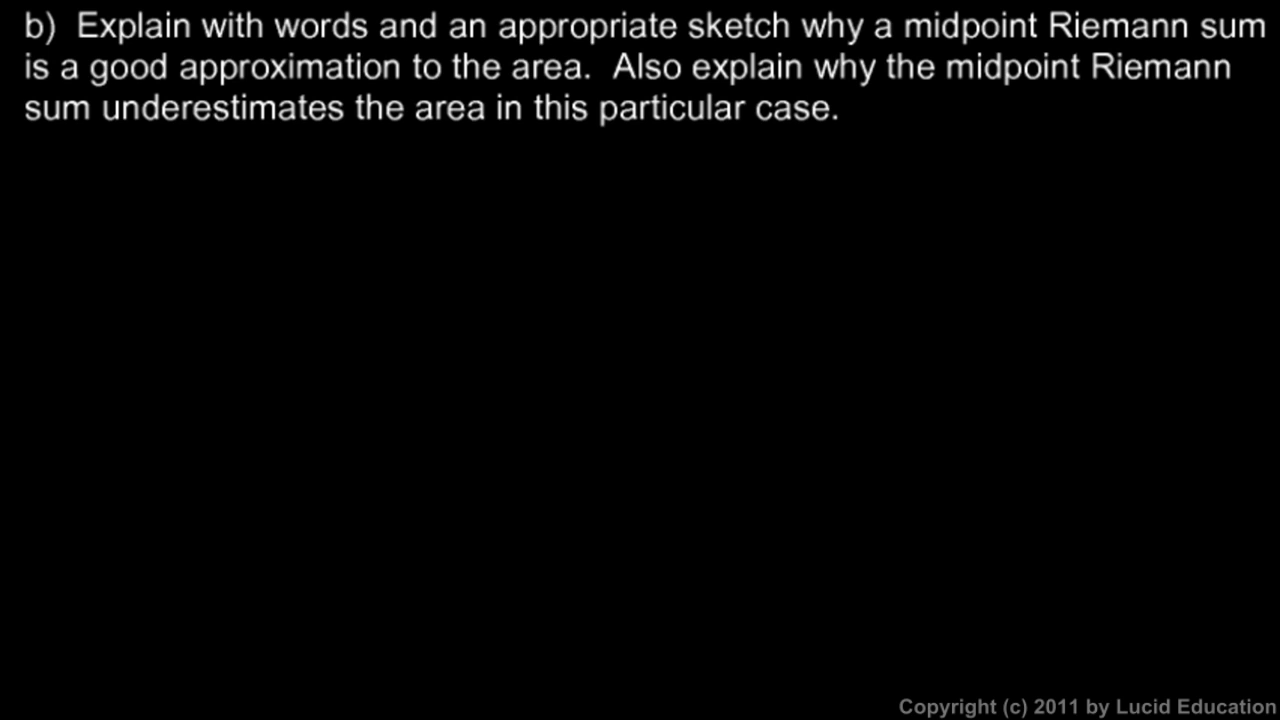 b)  Explain with words and an appropriate sketch why a midpoint Riemann sum
is a good approximation to the area.  Also explain why the midpoint Riemann
sum underestimates the area in this particular case.
Copyright (c) 2011 by Lucid Education